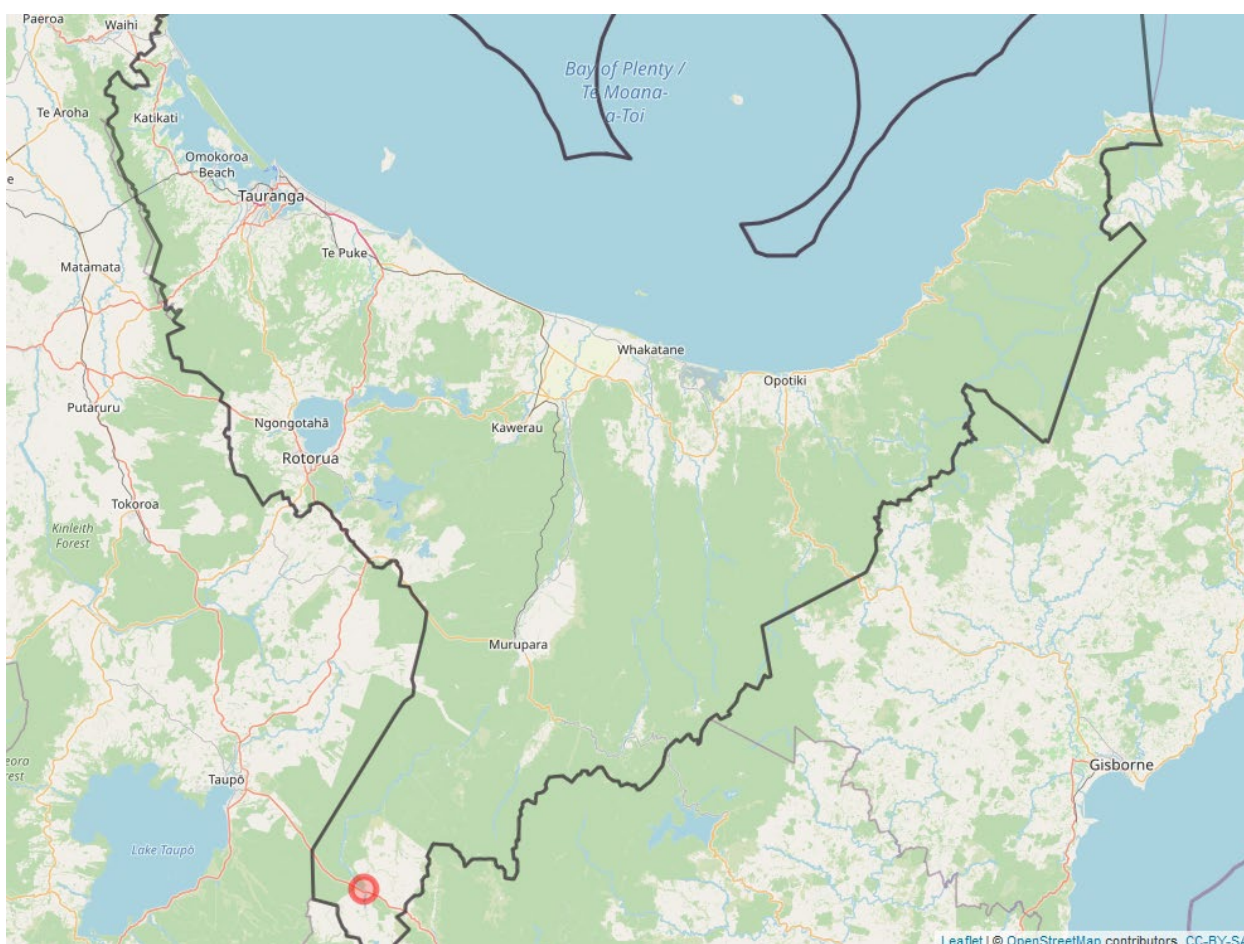 Paeroa
Waihi
Bay of Plenty /
Te Moana-
a-Toi
Te Aroha
Katikati
Omokoroa
Beach
Tauranga
Te Puke
Matamata
Whakatane
Opotiki
Putaruru
Ngongotahā
Kawerau
Rotorua
Tokoroa
Kinleith
Forest
Murupara
Gisborne
Taupō
Lake Taupō
Leaflet | © OpenStreetMap contributors, CC-BY-SA